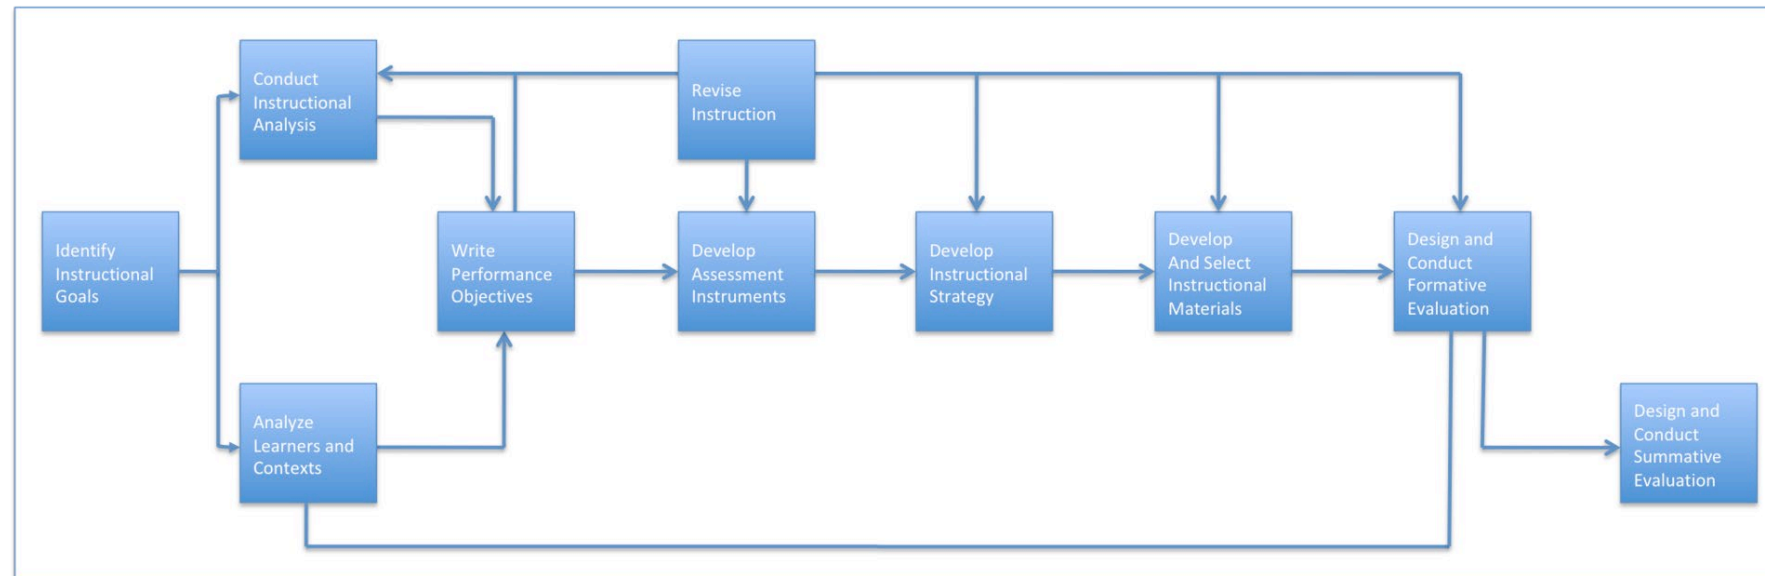 Conduct
Instructional
Analysis
Revise
Instruction
Identify
Instructional
Goals
Write
Performance
Objectives
Develop
Assessment
Instruments
Develop
Instructional
Strategy
Develop
And Select
Instructional
Materials
Design and
Conduct
Formative
Evaluation
Analyze
Learners and
Contexts
Design and
Conduct
Summative
Evaluation